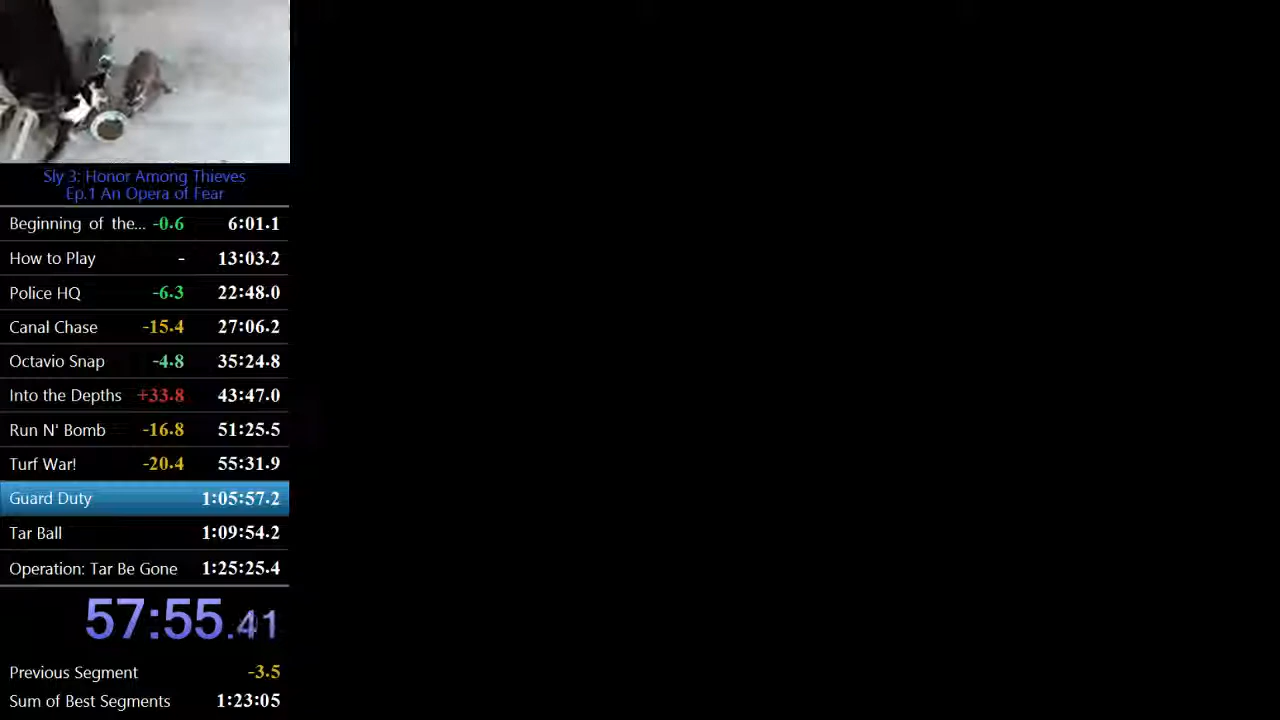 Sly 3: Honor Among Thieves
Ep.1 An Opera of Fear
Beginning of the... -0.6 6:01.1
How to Play - 13:03.2
Police HQ -6.3 22:48.0
Canal Chase -15.4 27:06.2
Octavio Snap -4.8 35:24.8
Into the Depths +33.8 43:47.0
Run N' Bomb -16.8 51:25.5
Turf War! -20.4 55:31.9
Guard Duty 1:05:57.2
Tar Ball 1:09:54.2
Operation: Tar Be Gone 1:25:25.4
57:55.41
Previous Segment -3.5
Sum of Best Segments 1:23:05